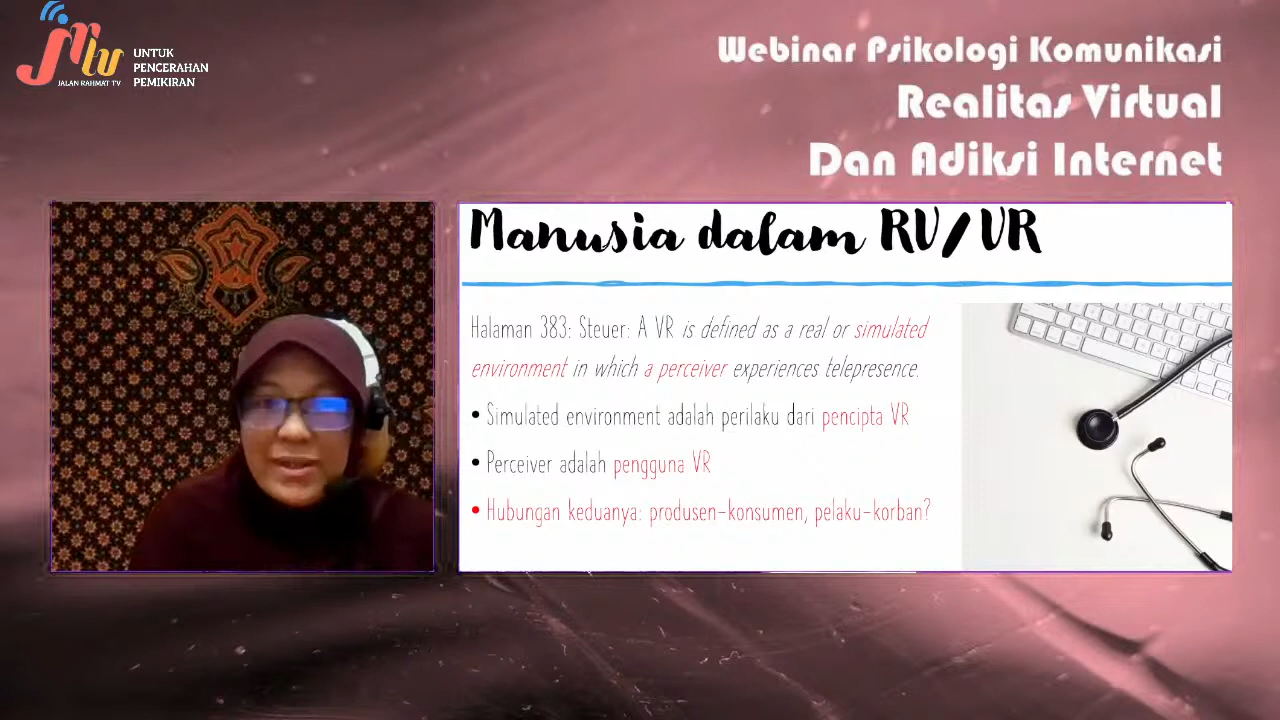 UNTUK
PENCERAHAN
PEMIKIRAN
JALAN RAHMAT TV
Webinar Psikologi Komunikasi
Realitas Virtual
Dan Adiksi Internet
Manusia dalam RV/VR
Halaman 383: Steuer: A VR is defined as a real or simulated
environment in which a perceiver experiences telepresence.
• Simulated environment adalah perilaku dari pencipta VR
• Perceiver adalah pengguna VR
• Hubungan keduanya: produsen-konsumen, pelaku-korban?